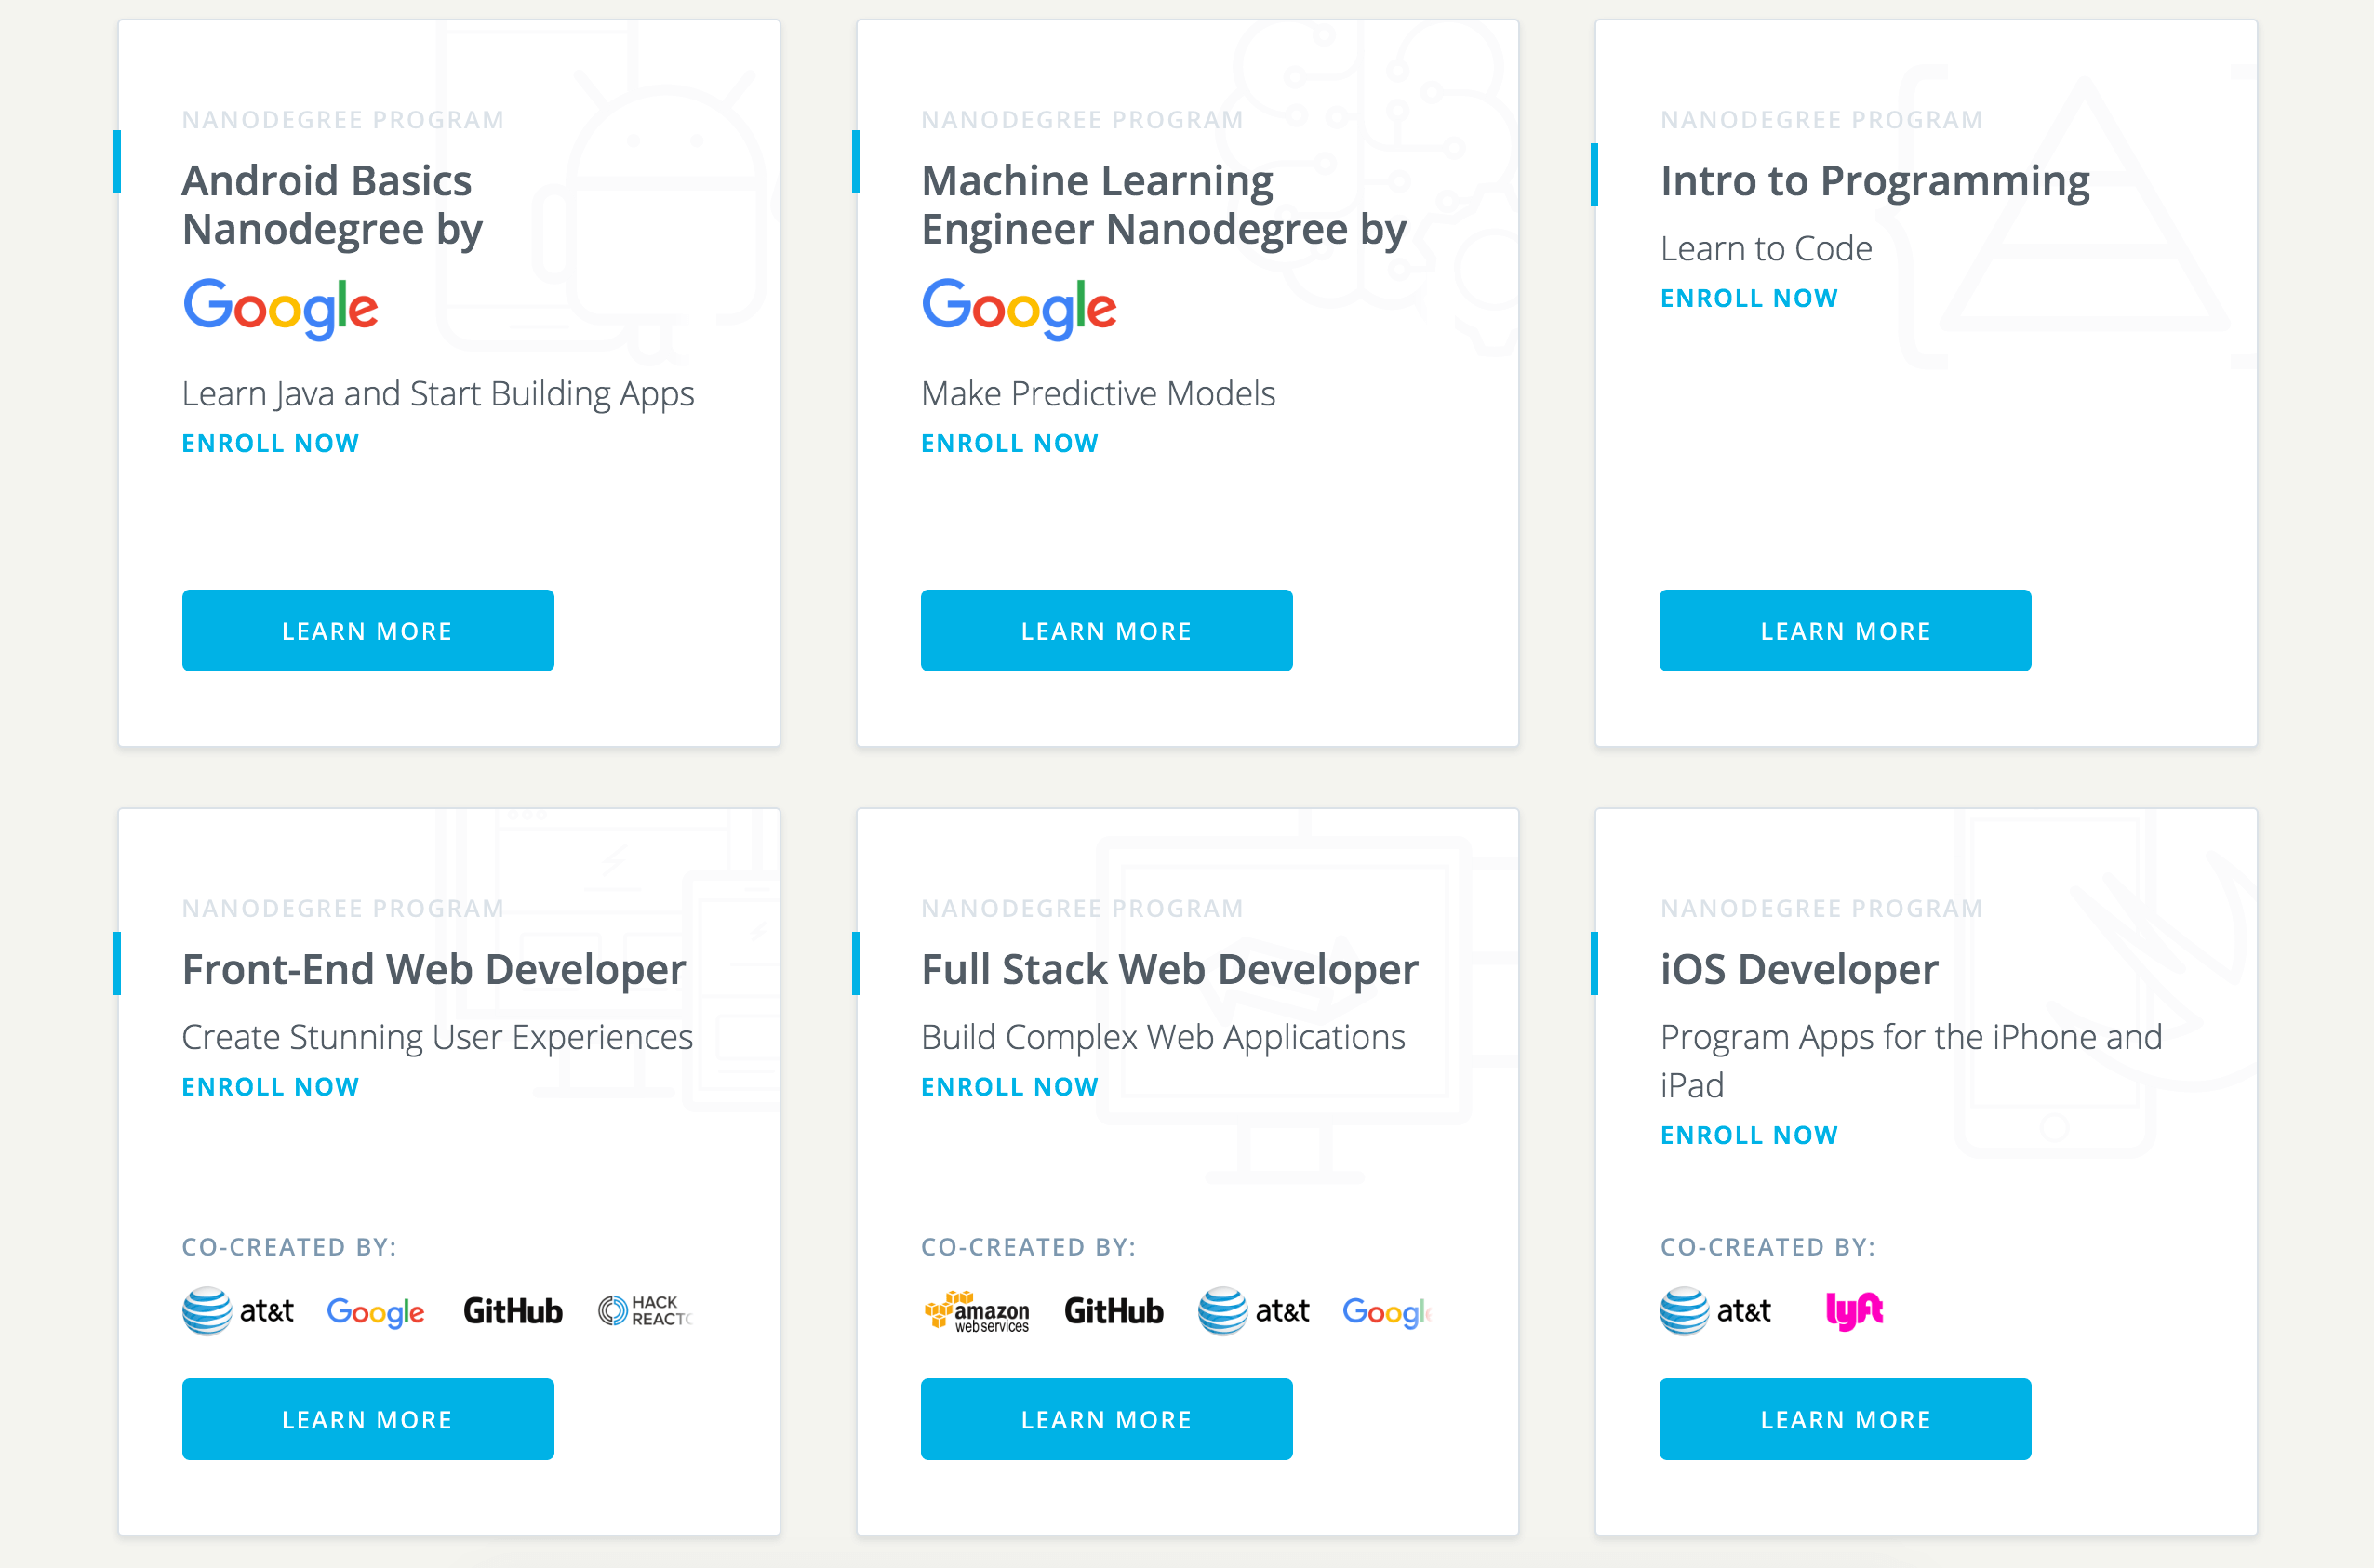 NANODEGREE PROGRAM
Android Basics
Nanodegree by
Google
Learn Java and Start Building Apps
ENROLL NOW
LEARN MORE
NANODEGREE PROGRAM
Machine Learning
Engineer Nanodegree by
Google
Make Predictive Models
ENROLL NOW
LEARN MORE
NANODEGREE PROGRAM
Intro to Programming
Learn to Code
ENROLL NOW
LEARN MORE
NANODEGREE PROGRAM
Front-End Web Developer
Create Stunning User Experiences
ENROLL NOW
CO-CREATED BY:
at&t Google GitHub HACK
LEARN MORE
NANODEGREE PROGRAM
Full Stack Web Developer
Build Complex Web Applications
ENROLL NOW
CO-CREATED BY:
amazon
webservices
GitHub at&t Google
LEARN MORE
NANODEGREE PROGRAM
iOS Developer
Program Apps for the iPhone and
iPad
ENROLL NOW
CO-CREATED BY:
at&t lyft
LEARN MORE